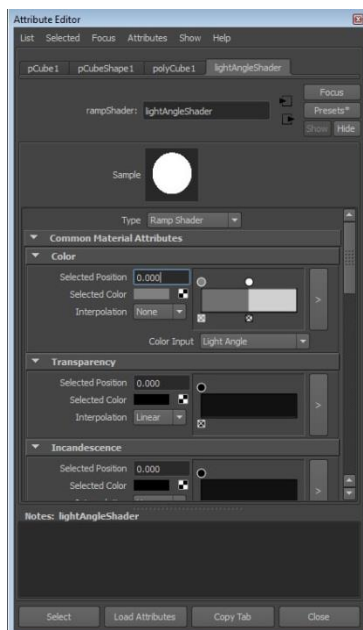 Attribute Editor
List Selected Focus Attributes Show Help
pCube1 pCubeShape1 polyCube1 lightAngleShader
Focus
rampShader: lightAngleShader
Presets*
Show Hide
Sample
Type Ramp Shader
Common Material Attributes
Color
Selected Position 0.000
Selected Color
Interpolation None
>
Color Input Light Angle
Transparency
Selected Position 0.000
Selected Color
Interpolation Linear
>
Incandescence
Selected Position 0.000
Selected Color
>
Notes: lightAngleShader
Select Load Attributes Copy Tab Close